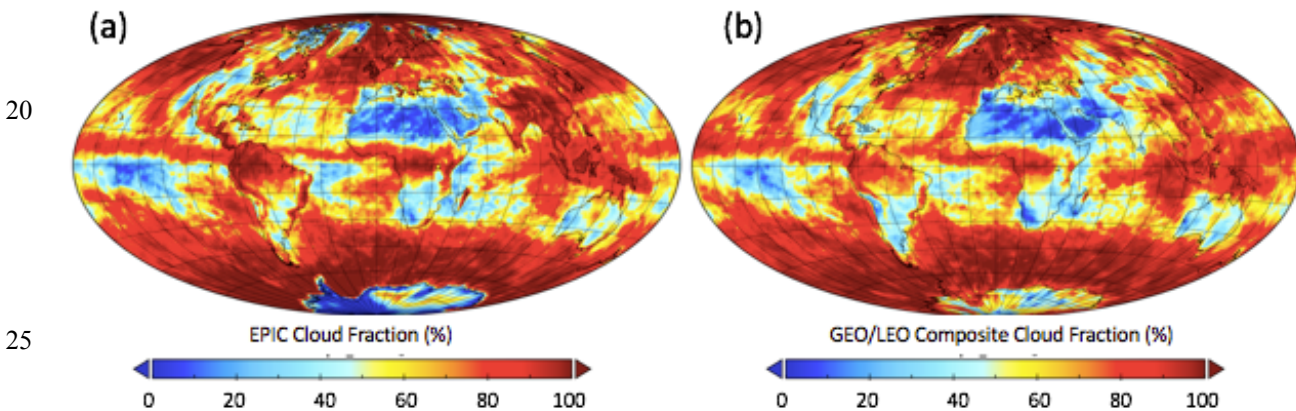 (a) (b)
20
25
EPIC Cloud Fraction (%) GEO/LEO Composite Cloud Fraction (%)
0 20 40 60 80 100 0 20 40 60 80 100